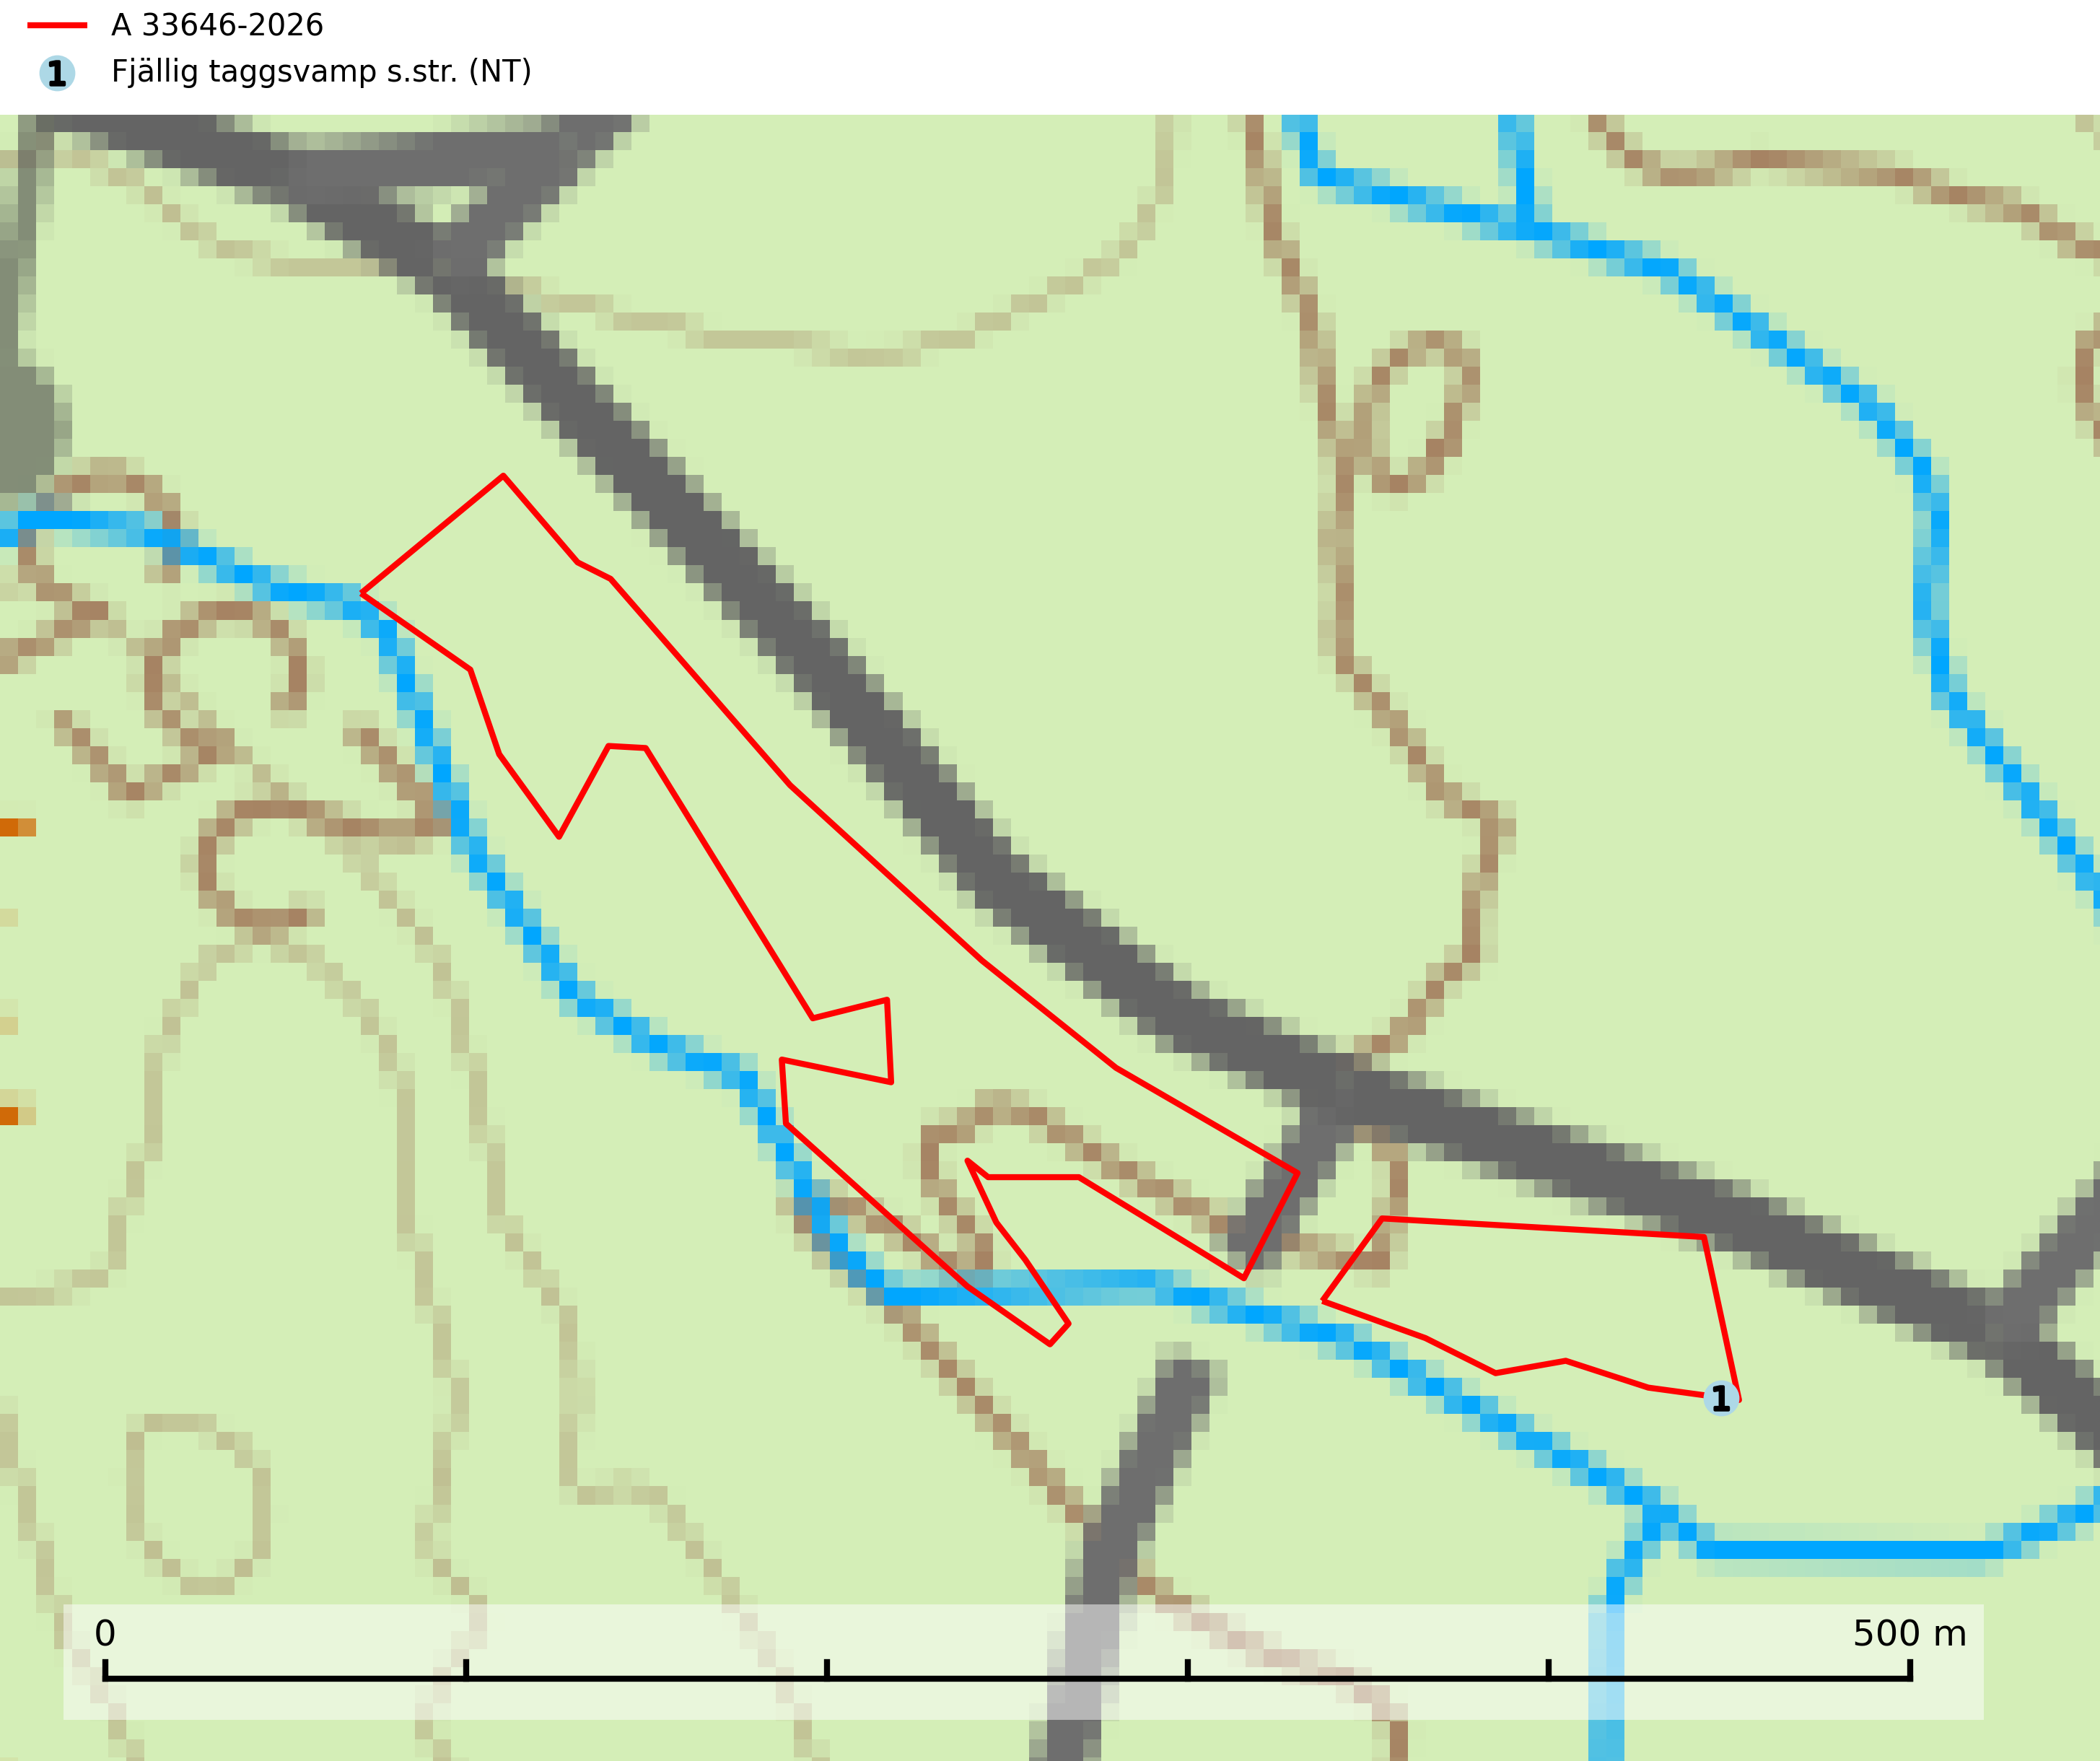 A 33646-2026
1 Fjällig taggsvamp s.str. (NT)
1
0 500 m